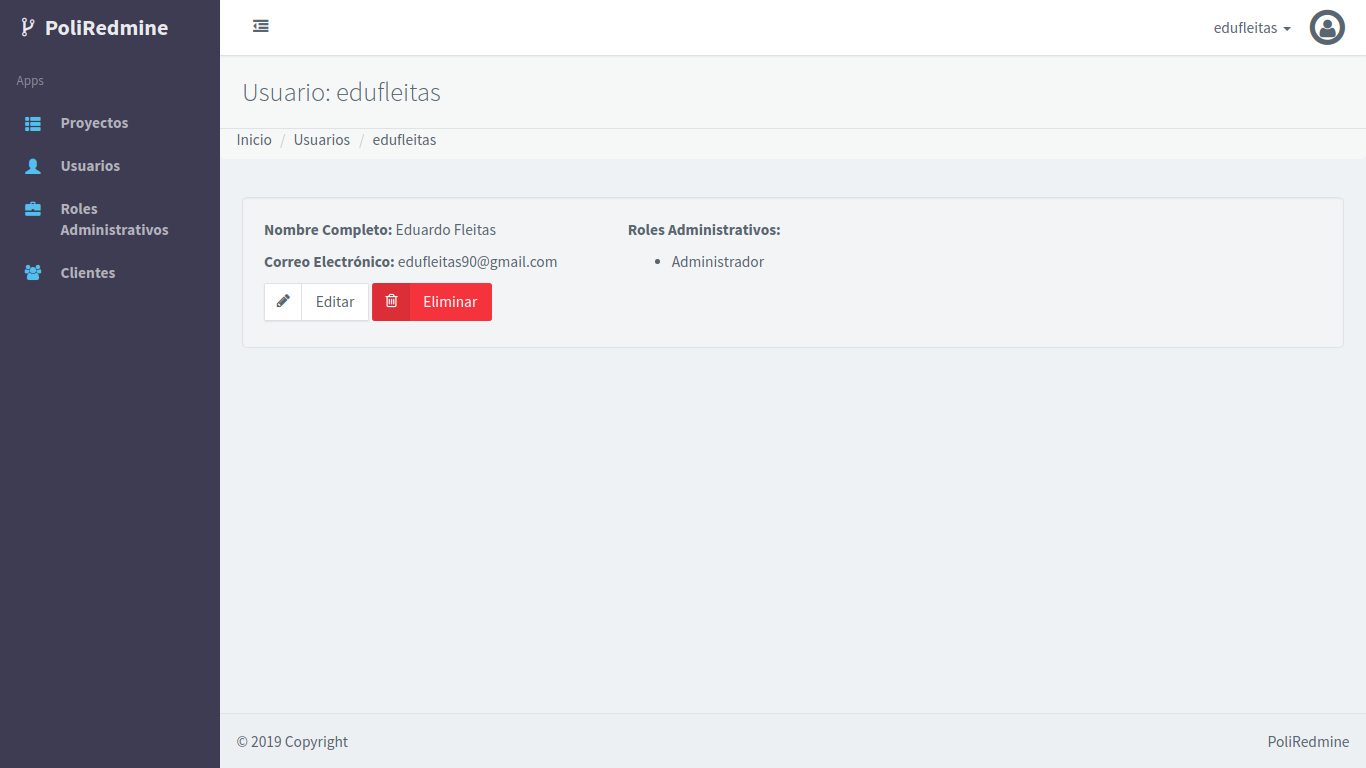 PoliRedmine
edufleitas
Apps
Proyectos
Usuarios
Roles
Administrativos
Clientes
Usuario: edufleitas
Inicio / Usuarios / edufleitas
Nombre Completo: Eduardo Fleitas
Correo Electrónico: edufleitas90@gmail.com
Editar
Eliminar
Roles Administrativos:
• Administrador
© 2019 Copyright
PoliRedmine